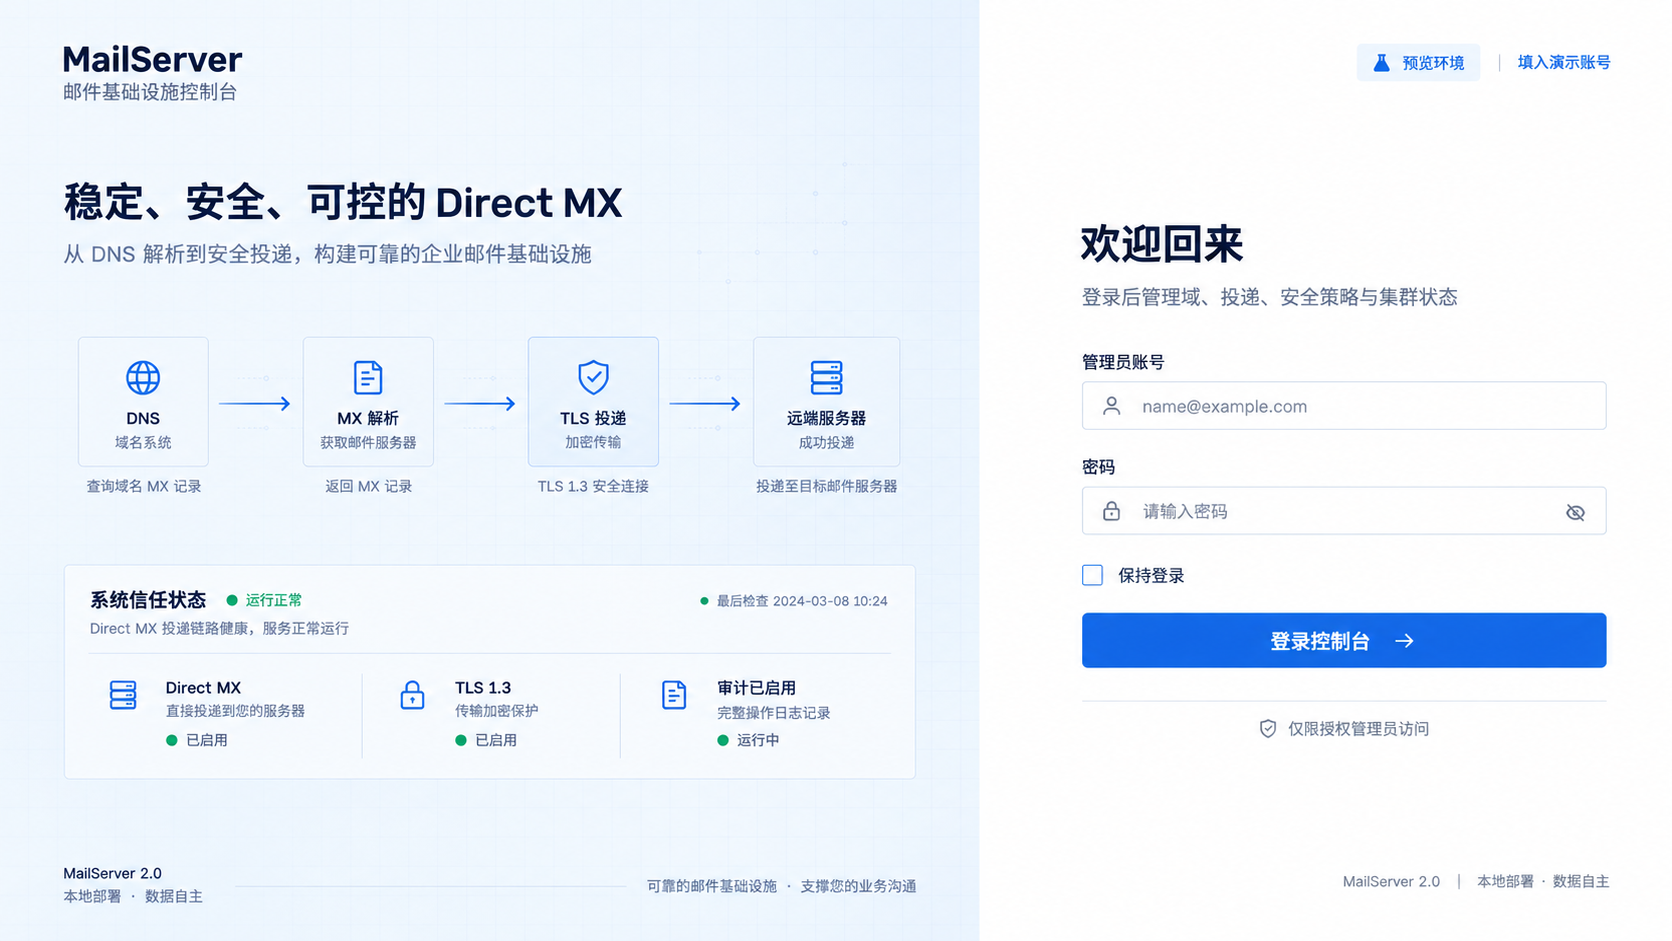 MailServer
邮件基础设施控制台
预览环境
填入演示账号
稳定、安全、可控的 Direct MX
从 DNS 解析到安全投递，构建可靠的企业邮件基础设施
DNS
域名系统
查询域名 MX 记录
MX 解析
获取邮件服务器
返回 MX 记录
TLS 投递
加密传输
TLS 1.3 安全连接
远端服务器
成功投递
投递至目标邮件服务器
系统信任状态
运行正常
最后检查 2024-03-08 10:24
Direct MX 投递链路健康，服务正常运行
Direct MX
直接投递到您的服务器
已启用
TLS 1.3
传输加密保护
已启用
审计已启用
完整操作日志记录
运行中
MailServer 2.0
本地部署 · 数据自主
可靠的邮件基础设施 · 支撑您的业务沟通
欢迎回来
登录后管理域、投递、安全策略与集群状态
管理员账号
name@example.com
密码
请输入密码
保持登录
登录控制台 →
仅限授权管理员访问
MailServer 2.0 | 本地部署 · 数据自主